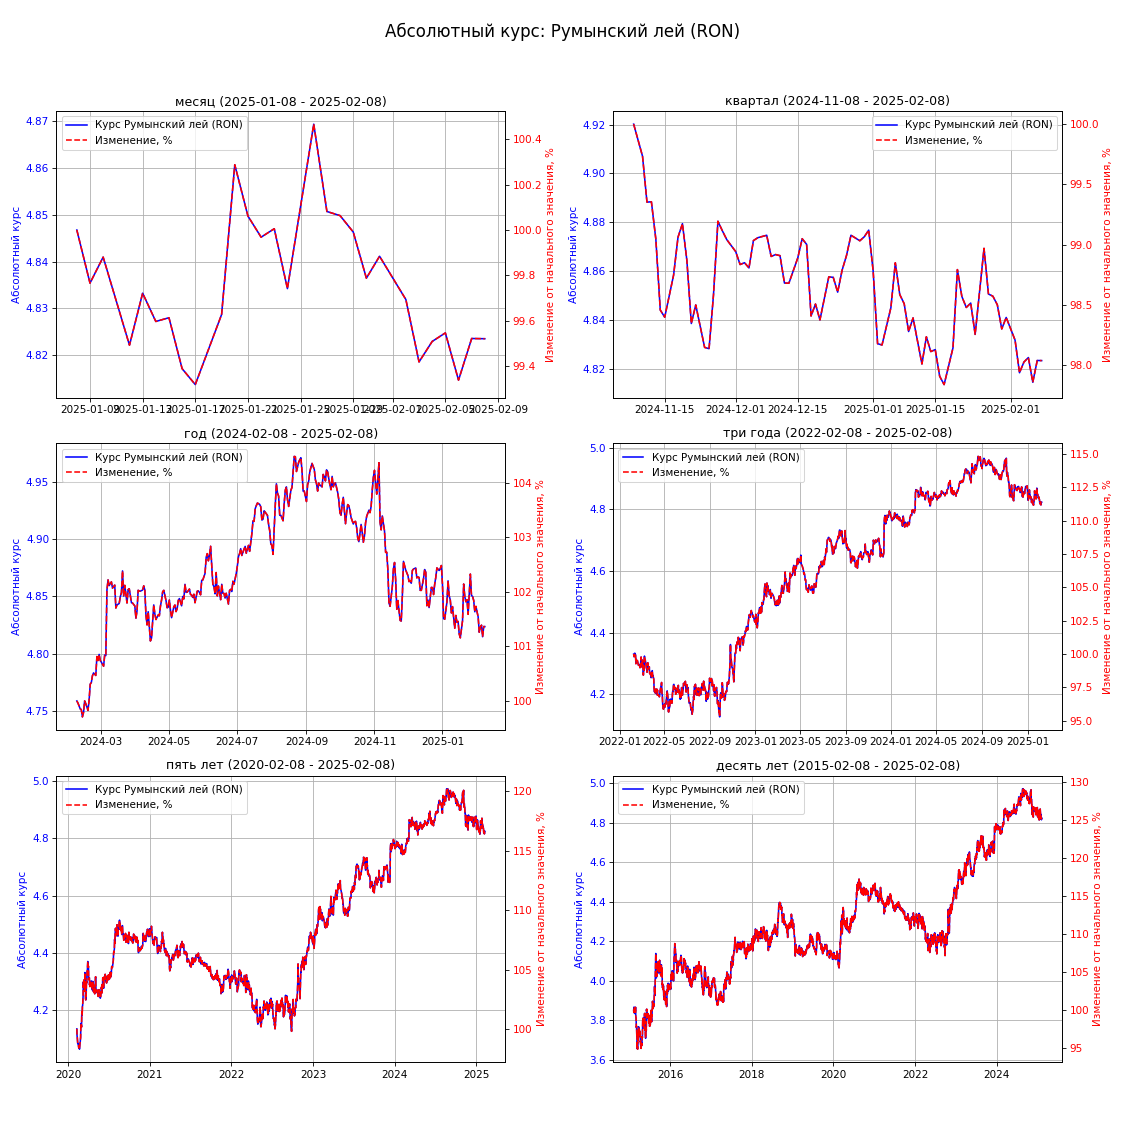 Абсолютный курс: Румынский лей (RON)
месяц (2025-01-08 - 2025-02-08)
Курс Румынский лей (RON)
Изменение, %
Абсолютный курс
4.87
4.86
4.85
4.84
4.83
4.82
100.4
100.2
100.0
99.8
99.6
99.4
Изменение от начального значения, %
2025-01-09 2025-01-13 2025-01-17 2025-01-21 2025-01-25 2025-01-29 2025-02-01 2025-02-05 2025-02-09
квартал (2024-11-08 - 2025-02-08)
Курс Румынский лей (RON)
Изменение, %
Абсолютный курс
4.92
4.90
4.88
4.86
4.84
4.82
100.0
99.5
99.0
98.5
98.0
Изменение от начального значения, %
2024-11-15 2024-12-01 2024-12-15 2025-01-01 2025-01-15 2025-02-01
год (2024-02-08 - 2025-02-08)
Курс Румынский лей (RON)
Изменение, %
Абсолютный курс
4.95
4.90
4.85
4.80
4.75
104
103
102
101
100
Изменение от начального значения, %
2024-03 2024-05 2024-07 2024-09 2024-11 2025-01
три года (2022-02-08 - 2025-02-08)
Курс Румынский лей (RON)
Изменение, %
Абсолютный курс
5.0
4.8
4.6
4.4
4.2
115.0
112.5
110.0
107.5
105.0
102.5
100.0
97.5
95.0
Изменение от начального значения, %
2022-01 2022-05 2022-09 2023-01 2023-05 2023-09 2024-01 2024-05 2024-09 2025-01
пять лет (2020-02-08 - 2025-02-08)
Курс Румынский лей (RON)
Изменение, %
Абсолютный курс
5.0
4.8
4.6
4.4
4.2
120
115
110
105
100
Изменение от начального значения, %
2020 2021 2022 2023 2024 2025
десять лет (2015-02-08 - 2025-02-08)
Курс Румынский лей (RON)
Изменение, %
Абсолютный курс
5.0
4.8
4.6
4.4
4.2
4.0
3.8
3.6
130
125
120
115
110
105
100
95
Изменение от начального значения, %
2016 2018 2020 2022 2024